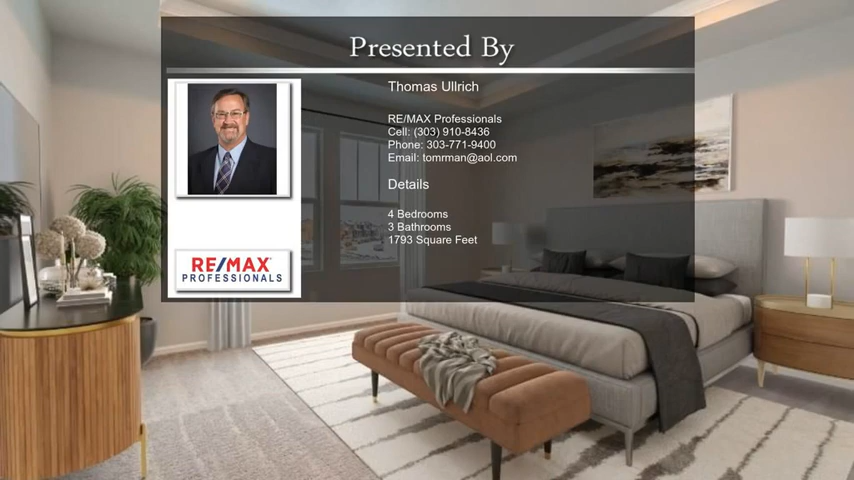 Presented By
Thomas Ullrich
RE/MAX Professionals
Cell: (303) 910-8436
Phone: 303-771-9400
Email: tomrman@aol.com
Details
4 Bedrooms
3 Bathrooms
1793 Square Feet
RE/MAX
PROFESSIONALS